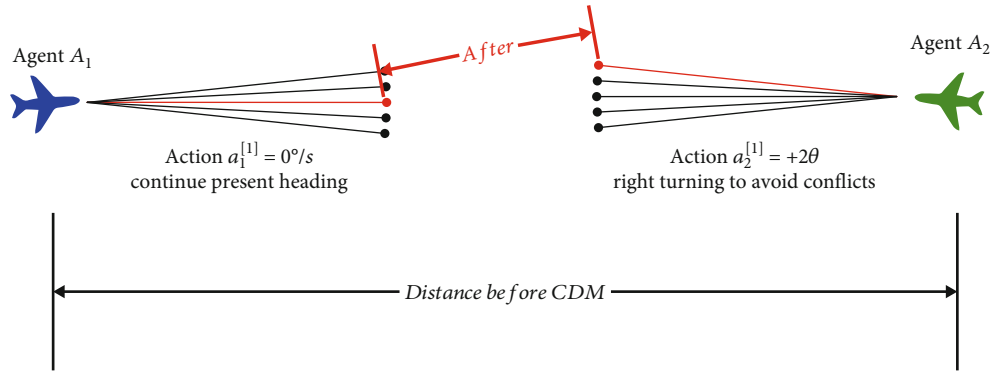 After
Agent A₁
Agent A₂
Action a₁^[1] = 0°/s
continue present heading
Action a₂^[1] = +2θ
right turning to avoid conflicts
Distance before CDM